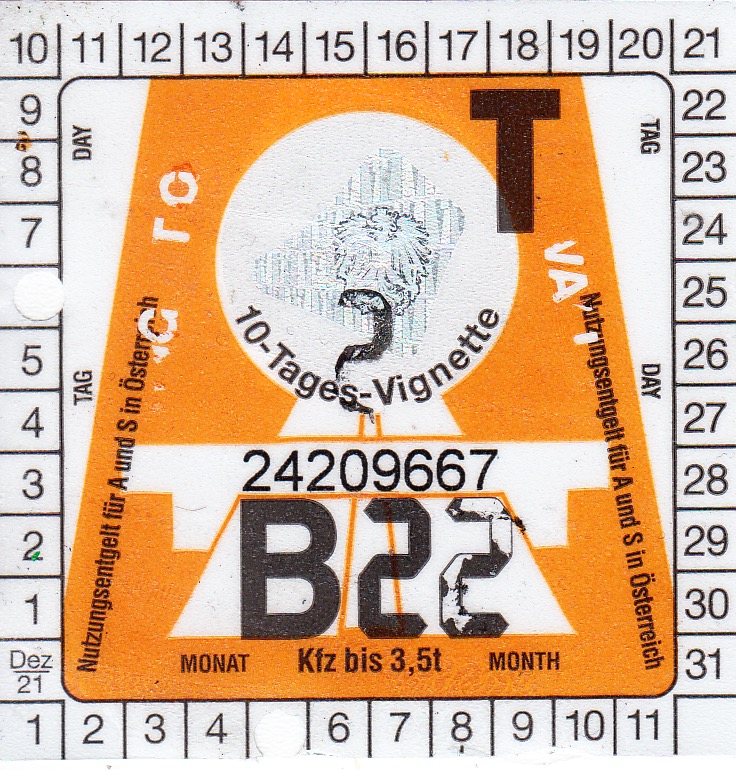 10 11 12 13 14 15 16 17 18 19 20 21
9
8
7
5
4
3
2
1
Dez
21
1 2 3 4 6 7 8 9 10 11
22
23
24
25
26
27
28
29
30
31
DAY
TAG
T
TAG
DAY
10-Tages-Vignette
Nutzungsentgelt für A und S in Österreich
Nutzungsentgelt für A und S in Österreich
24209667
B22
MONAT Kfz bis 3,5t MONTH